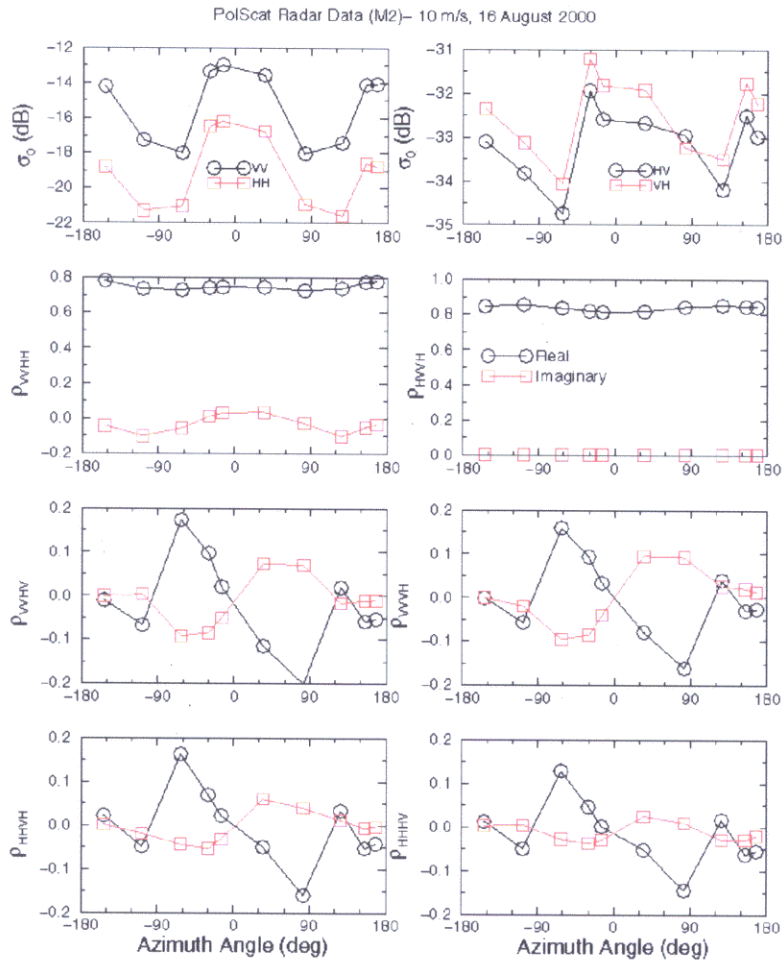 PolScat Radar Data (M2)– 10 m/s, 16 August 2000
σ₀ (dB)
-12
-14
-16
-18
-20
-22
VV
HH
-180 -90 0 90 180
σ₀ (dB)
-31
-32
-33
-34
-35
HV
VH
-180 -90 0 90 180
ρVVHH
0.8
0.6
0.4
0.2
0.0
-0.2
-180 -90 0 90 180
ρHVVH
1.0
0.8
0.6
0.4
0.2
0.0
Real
Imaginary
-180 -90 0 90 180
ρVVHV
0.2
0.1
0.0
-0.1
-0.2
-180 -90 0 90 180
ρVVVH
0.2
0.1
0.0
-0.1
-0.2
-180 -90 0 90 180
ρHHVH
0.2
0.1
0.0
-0.1
-0.2
-180 -90 0 90 180
Azimuth Angle (deg)
ρHHHV
0.2
0.1
0.0
-0.1
-0.2
-180 -90 0 90 180
Azimuth Angle (deg)